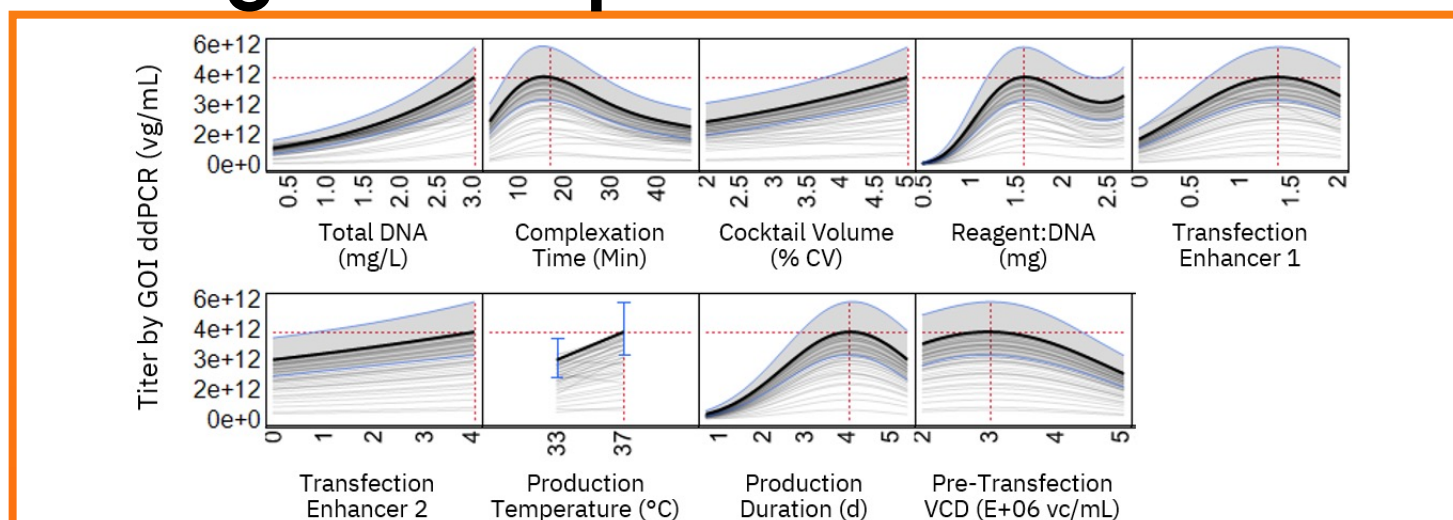 Titer by GOI ddPCR (vg/mL)
6e+12
4e+12
3e+12
2e+12
0e+0
0.5 1.0 1.5 2.0 2.5 3.0
10 20 30 40
2 2.5 3 3.5 4 4.5 5
0.5 1 1.5 2 2.5
0 0.5 1 1.5 2
Total DNA
(mg/L)
Complexation
Time (Min)
Cocktail Volume
(% CV)
Reagent:DNA
(mg)
Transfection
Enhancer 1
6e+12
4e+12
3e+12
2e+12
0e+0
0 1 2 3 4
33 37
1 2 3 4 5
2 3 4 5
Transfection
Enhancer 2
Production
Temperature (°C)
Production
Duration (d)
Pre-Transfection
VCD (E+06 vc/mL)